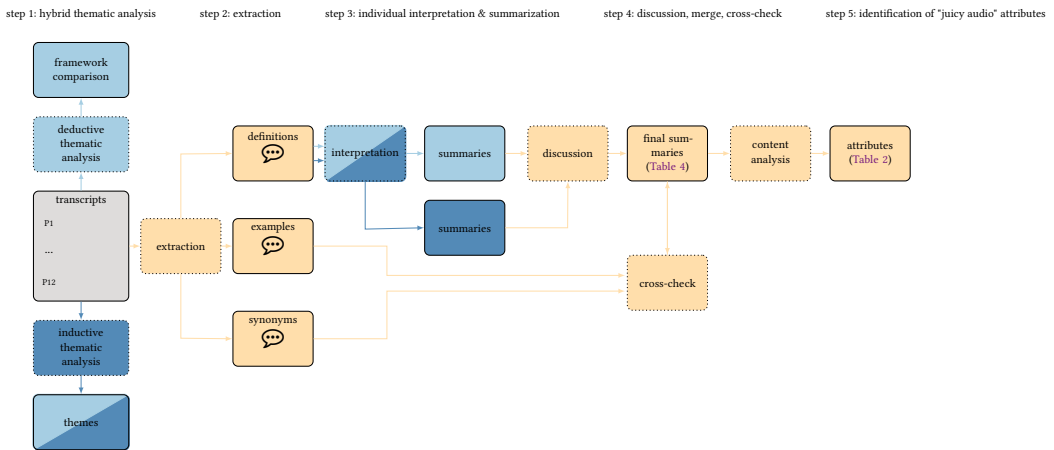 step 1: hybrid thematic analysis
step 2: extraction
step 3: individual interpretation & summarization
step 4: discussion, merge, cross-check
step 5: identification of "juicy audio" attributes
framework
comparison
deductive
thematic
analysis
transcripts
P1
...
P12
inductive
thematic
analysis
themes
extraction
definitions
examples
synonyms
interpretation
summaries
summaries
discussion
final sum-
maries
(Table 4)
cross-check
content
analysis
attributes
(Table 2)